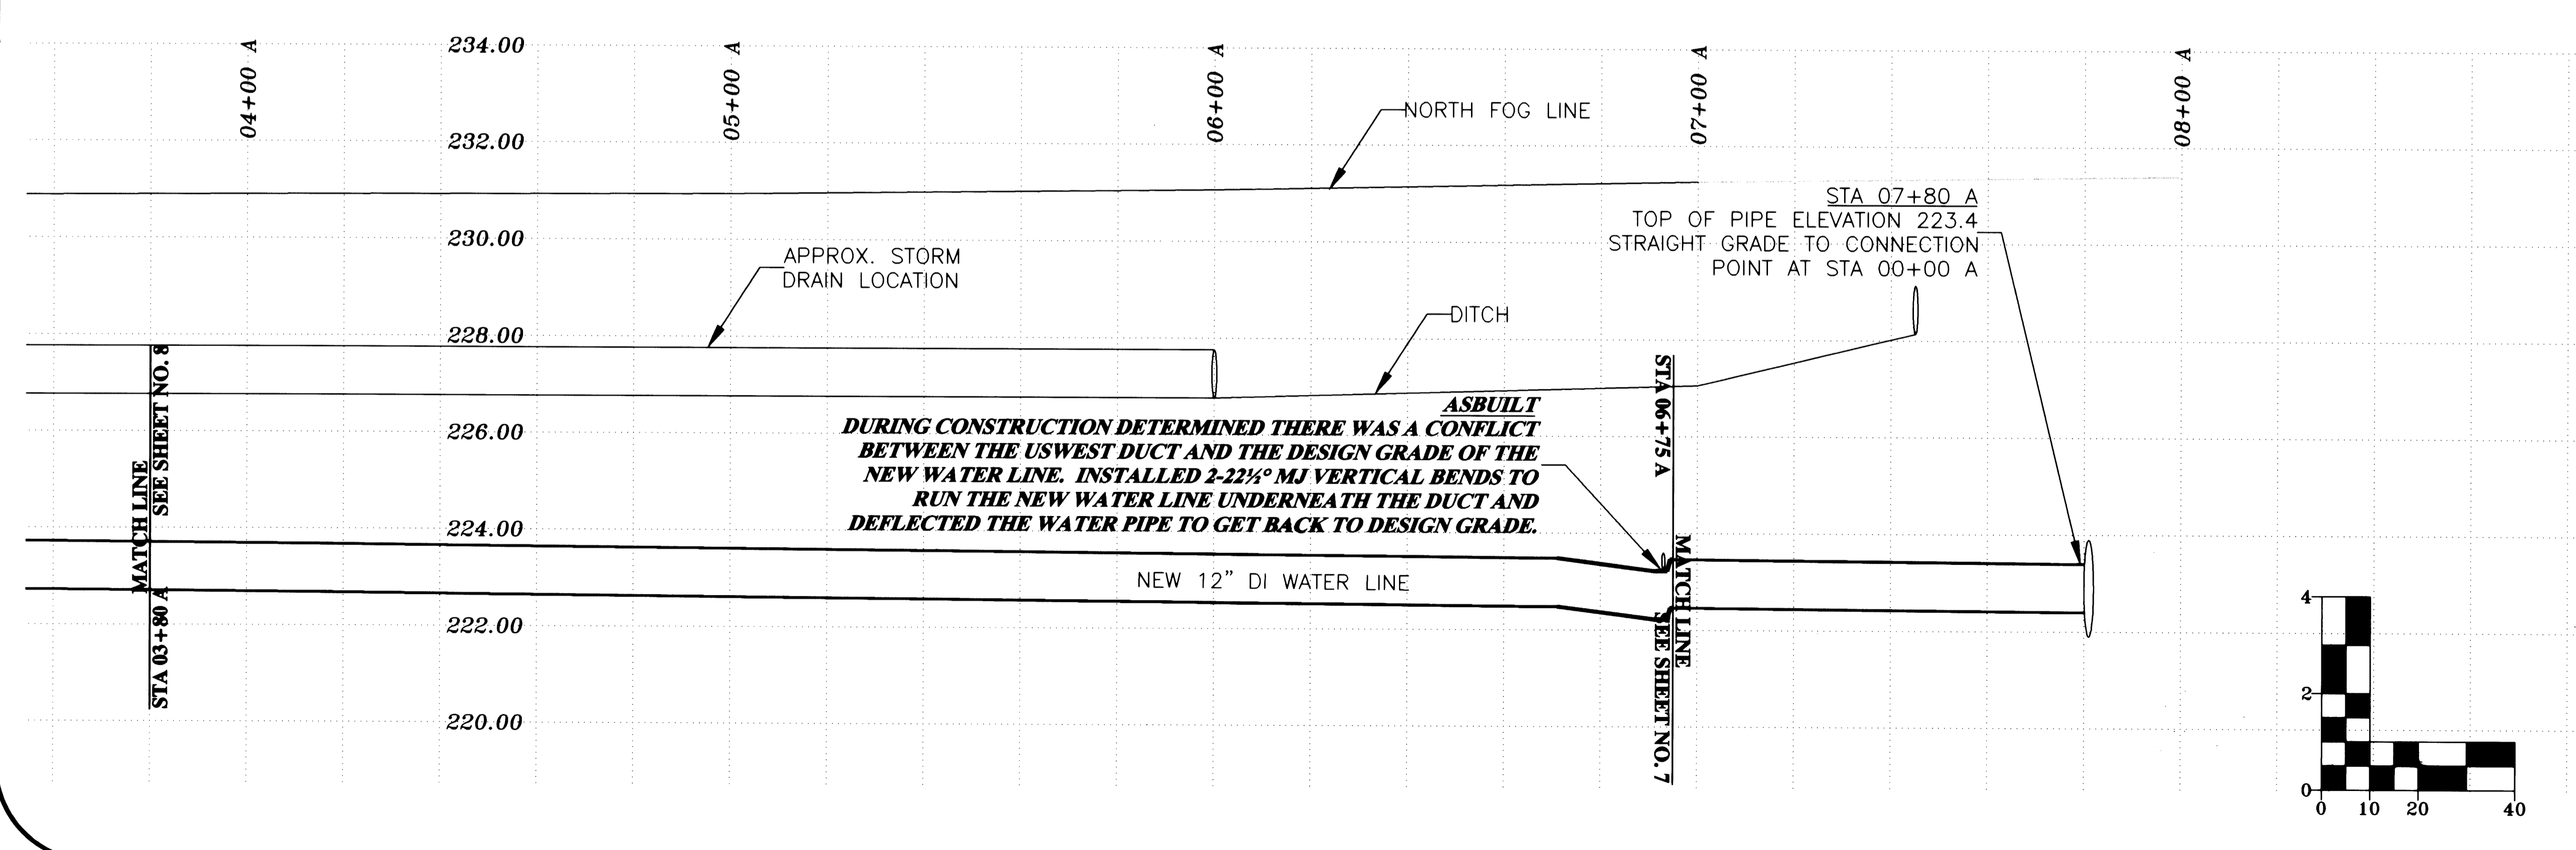 04+00 A
234.00
05+00 A
06+00 A
07+00 A
08+00 A
NORTH FOG LINE
232.00
STA 07+80 A
TOP OF PIPE ELEVATION 223.4
STRAIGHT GRADE TO CONNECTION
POINT AT STA 00+00 A
230.00
APPROX. STORM
DRAIN LOCATION
DITCH
228.00
MATCH LINE
SEE SHEET NO. 8
STA 03+80 A
226.00
ASBUILT
DURING CONSTRUCTION DETERMINED THERE WAS A CONFLICT
BETWEEN THE USWEST DUCT AND THE DESIGN GRADE OF THE
NEW WATER LINE. INSTALLED 2-22½° MJ VERTICAL BENDS TO
RUN THE NEW WATER LINE UNDERNEATH THE DUCT AND
DEFLECTED THE WATER PIPE TO GET BACK TO DESIGN GRADE.
STA 06+75 A
MATCH LINE
SEE SHEET NO. 7
224.00
NEW 12" DI WATER LINE
222.00
220.00
4
2
0
0 10 20 40